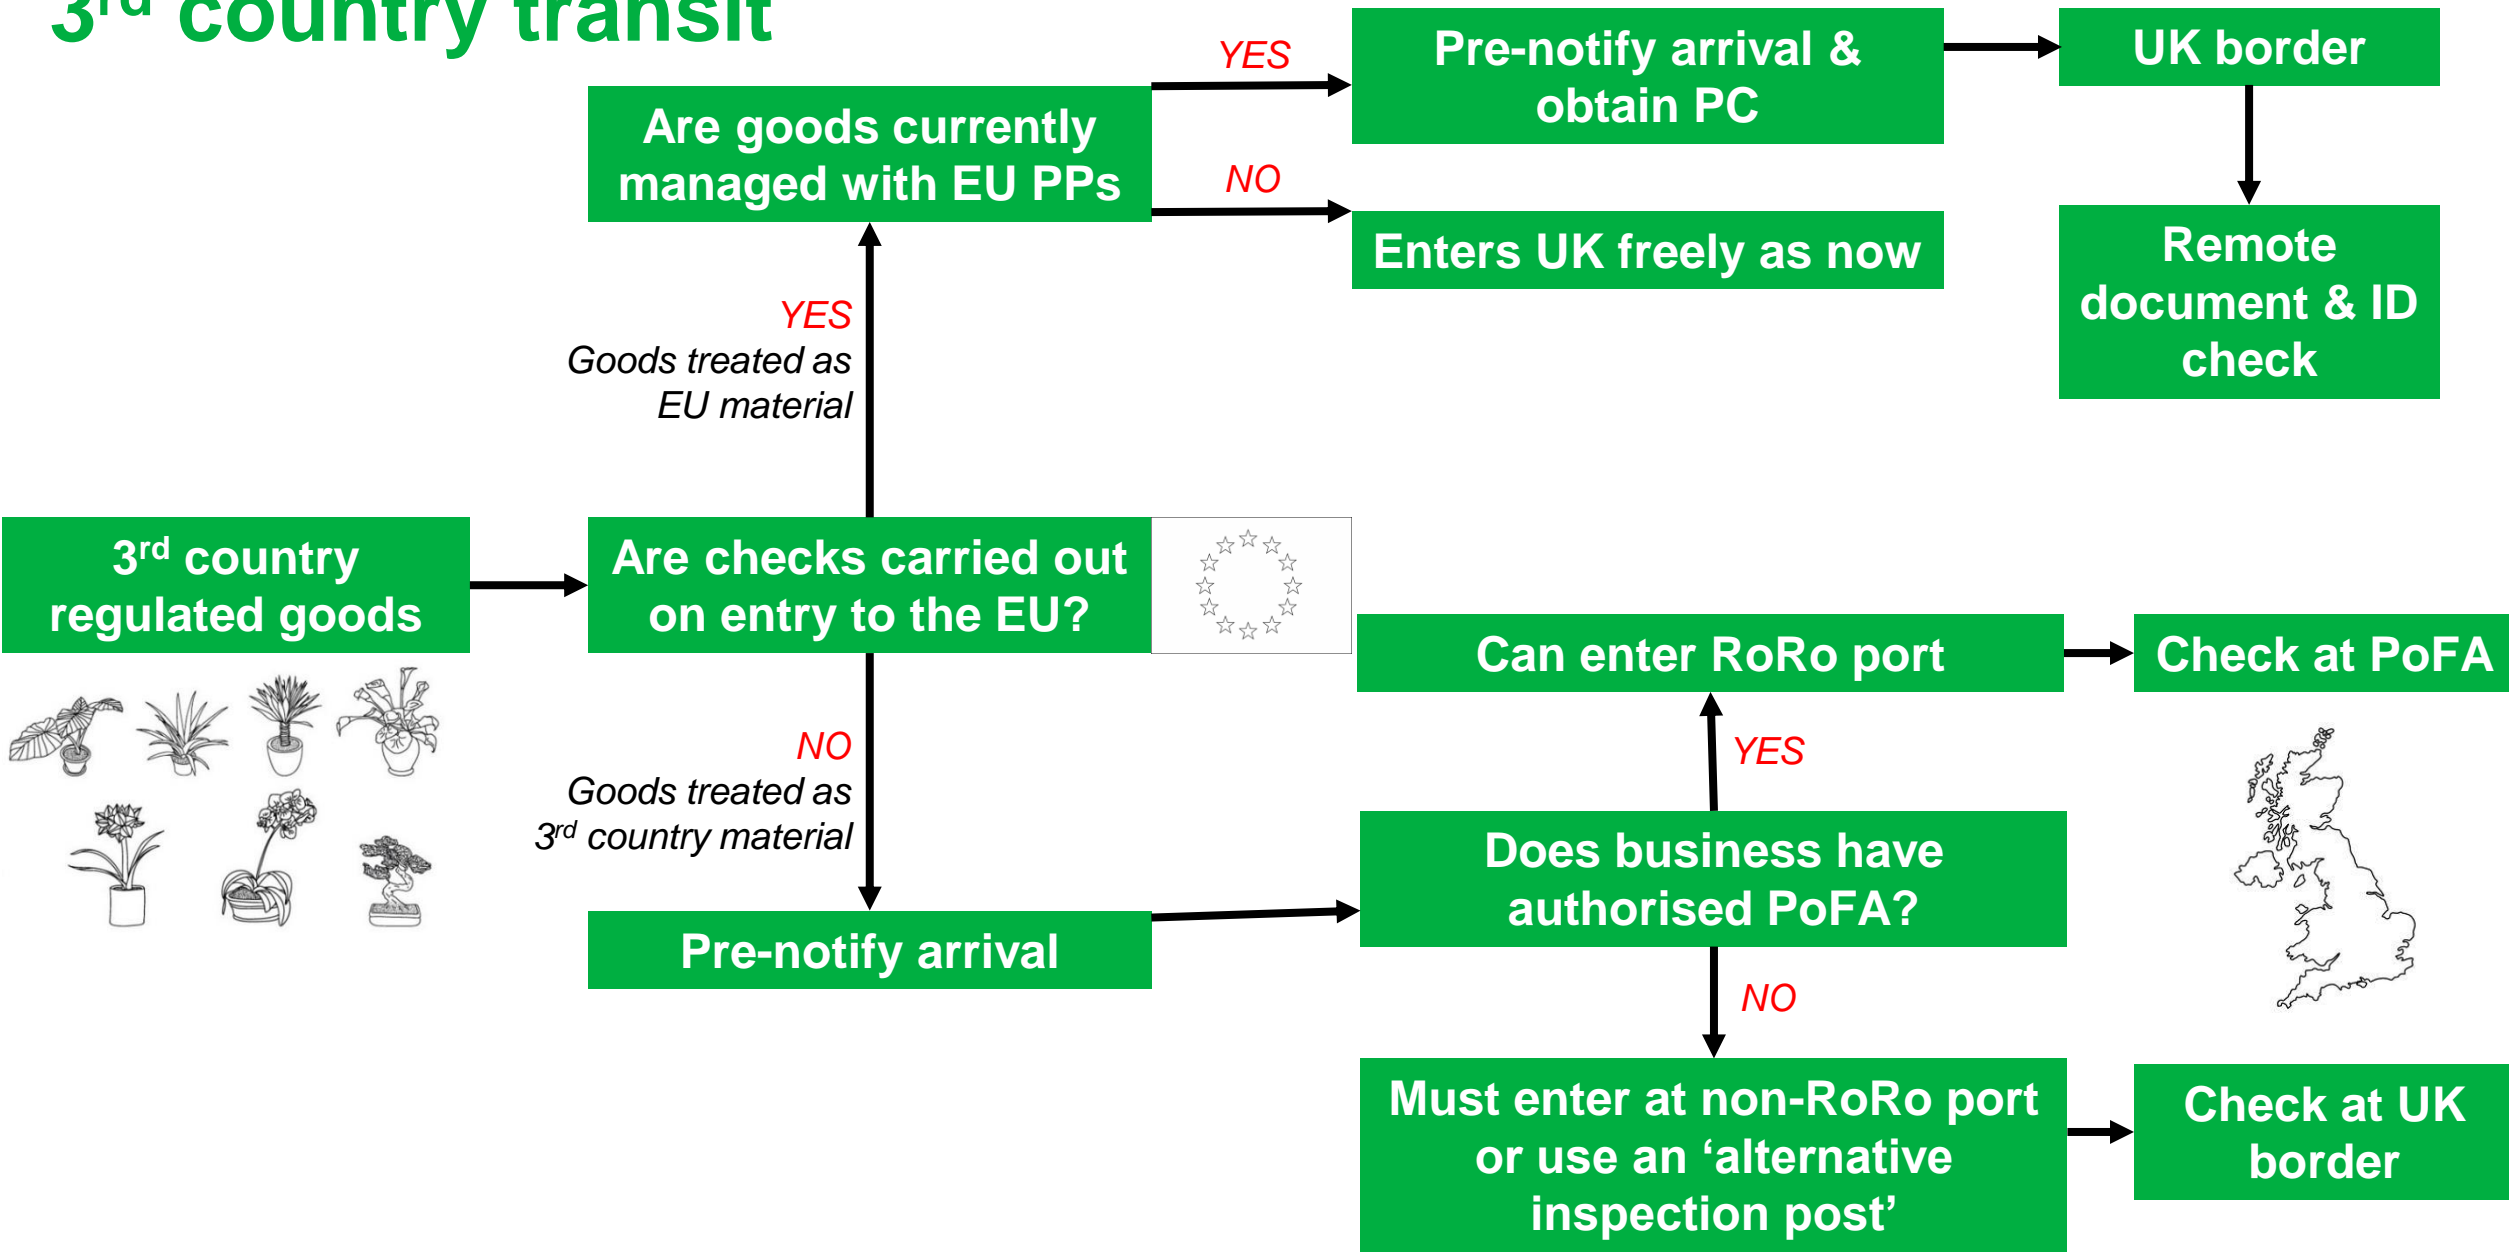 3rd country transit
YES
Pre-notify arrival &
obtain PC
UK border
Are goods currently
managed with EU PPs
NO
Enters UK freely as now
Remote
document & ID
check
YES
Goods treated as
EU material
3rd country
regulated goods
Are checks carried out
on entry to the EU?
Can enter RoRo port
Check at PoFA
NO
Goods treated as
3rd country material
YES
Does business have
authorised PoFA?
Pre-notify arrival
NO
Must enter at non-RoRo port
or use an ‘alternative
inspection post’
Check at UK
border